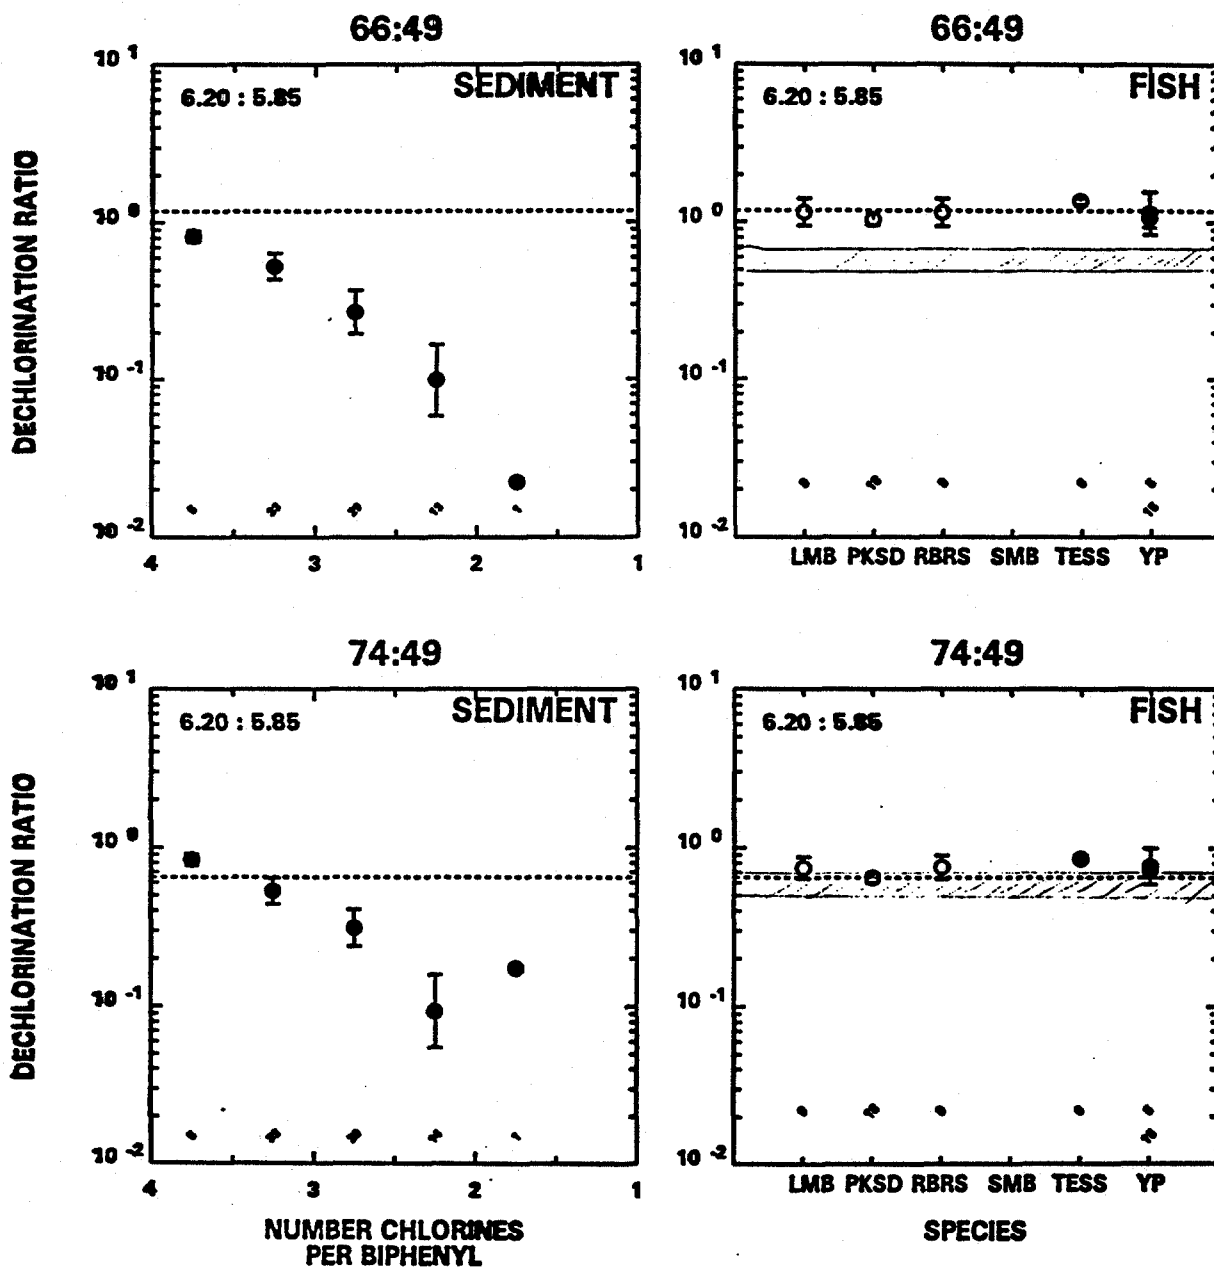 66:49
66:49
10 1
SEDIMENT
6.20 : 5.85
10 0
10 -1
10 -2
4 3 2 1
DECHLORINATION RATIO
10 1
FISH
6.20 : 5.85
10 0
10 -1
10 -2
LMB PKSD RBRS SMB TESS YP
74:49
74:49
10 1
SEDIMENT
6.20 : 5.85
10 0
10 -1
10 -2
4 3 2 1
DECHLORINATION RATIO
NUMBER CHLORINES
PER BIPHENYL
10 1
FISH
6.20 : 5.85
10 0
10 -1
10 -2
LMB PKSD RBRS SMB TESS YP
SPECIES